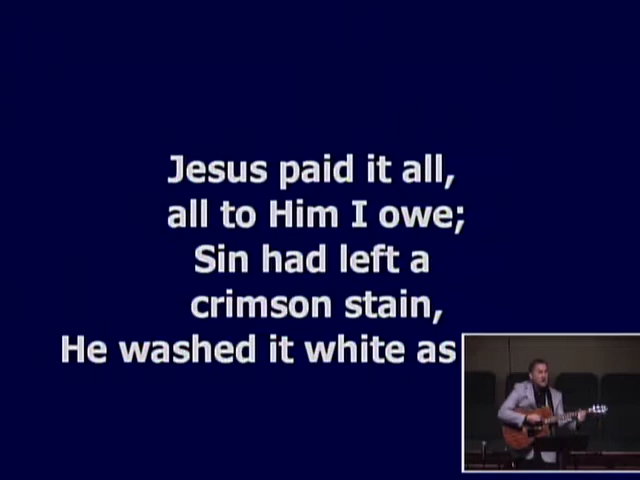 Jesus paid it all,
all to Him I owe;
Sin had left a
crimson stain,
He washed it white as